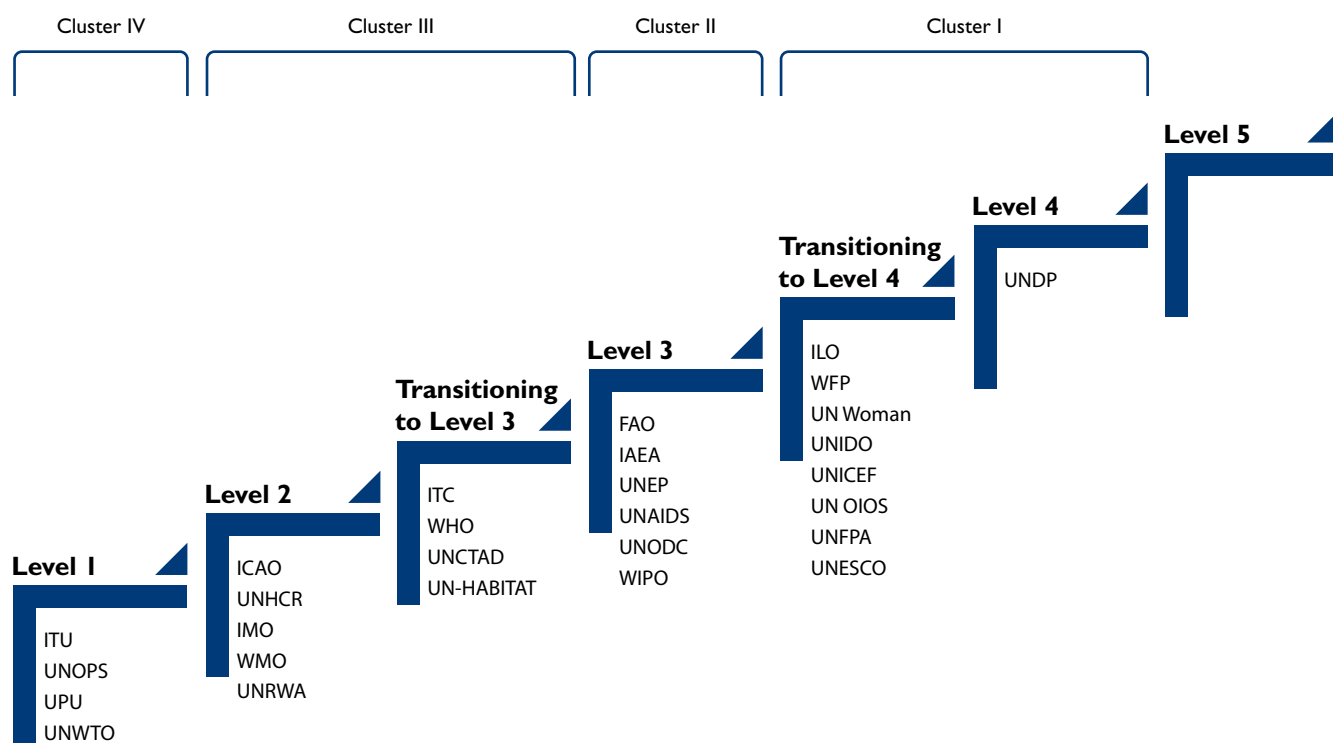 Cluster IV
Cluster III
Cluster II
Cluster I
Level 5
Level 4
UNDP
Transitioning
to Level 4
ILO
WFP
UN Woman
UNIDO
UNICEF
UN OIOS
UNFPA
UNESCO
Level 3
FAO
IAEA
UNEP
UNAIDS
UNODC
WIPO
Transitioning
to Level 3
ITC
WHO
UNCTAD
UN-HABITAT
Level 2
ICAO
UNHCR
IMO
WMO
UNRWA
Level 1
ITU
UNOPS
UPU
UNWTO